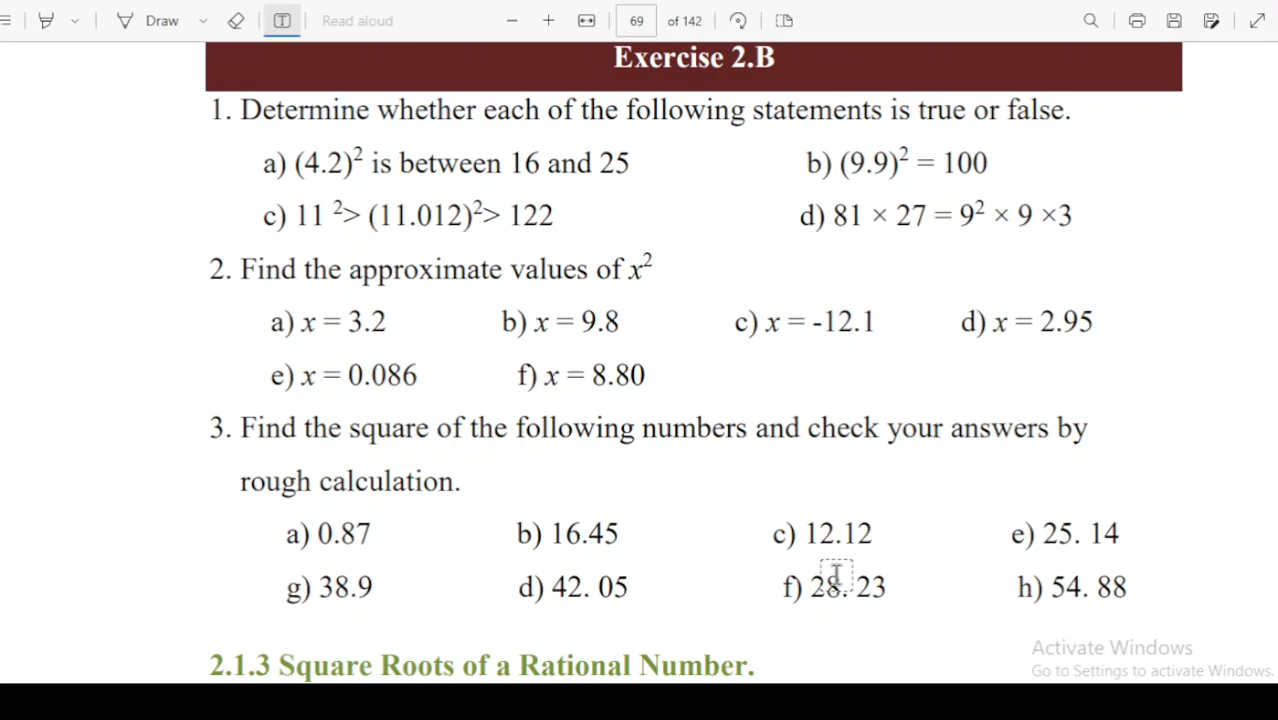 Draw
Read aloud
69 of 142
Exercise 2.B
1. Determine whether each of the following statements is true or false.
a) (4.2)² is between 16 and 25 b) (9.9)² = 100
c) 11 ²> (11.012)²> 122 d) 81 × 27 = 9² × 9 ×3
2. Find the approximate values of x²
a) x = 3.2 b) x = 9.8 c) x = -12.1 d) x = 2.95
e) x = 0.086 f) x = 8.80
3. Find the square of the following numbers and check your answers by
rough calculation.
a) 0.87 b) 16.45 c) 12.12 e) 25. 14
g) 38.9 d) 42. 05 f) 28. 23 h) 54. 88
2.1.3 Square Roots of a Rational Number.
Activate Windows
Go to Settings to activate Windows.